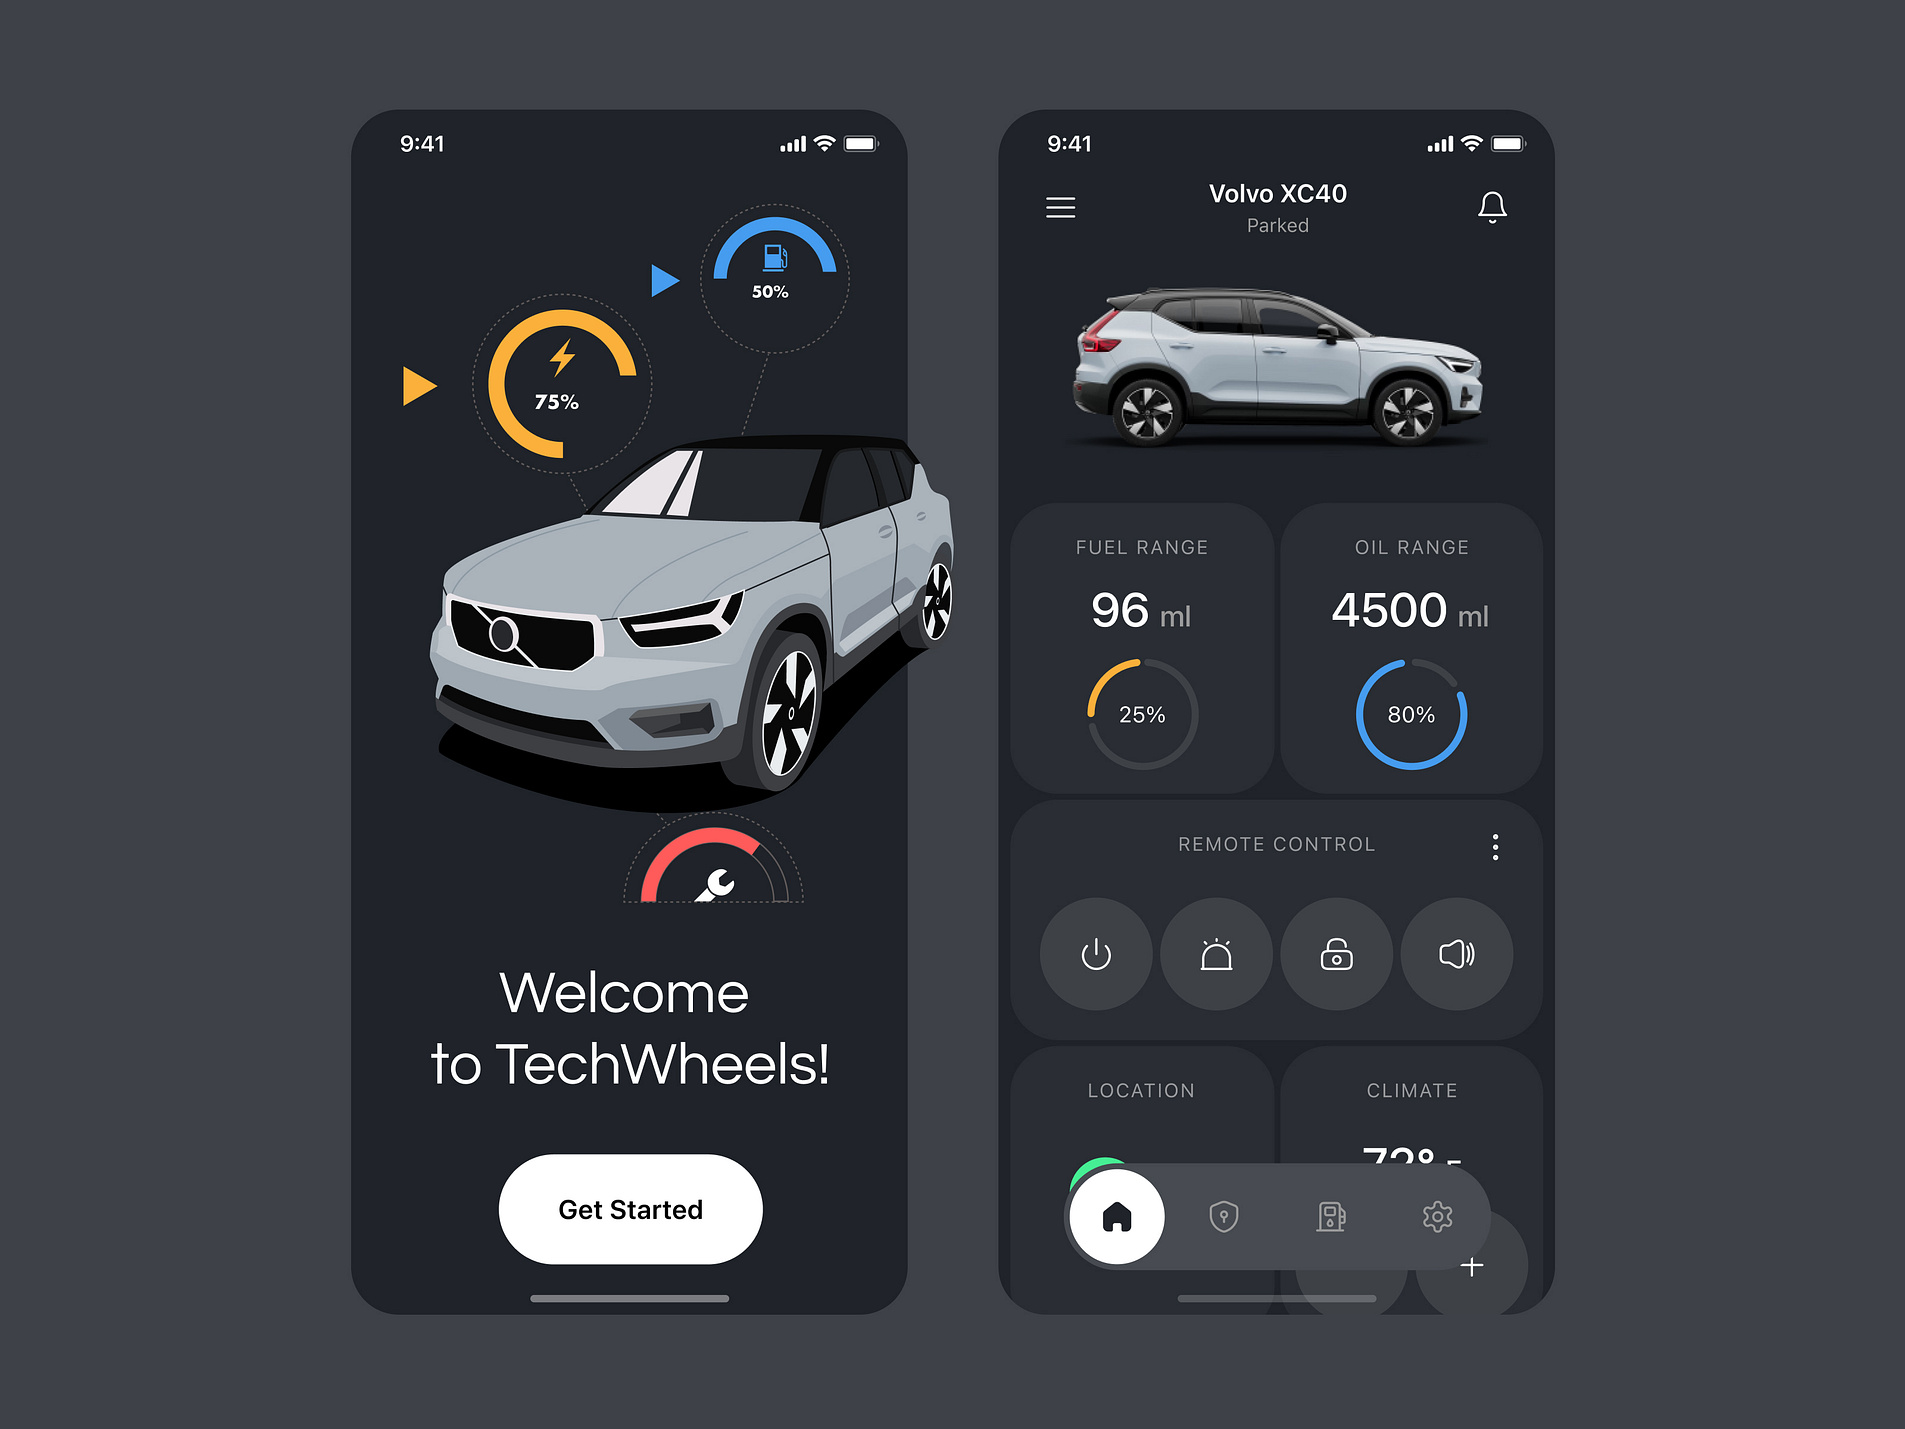 9:41
50%
75%
Welcome
to TechWheels!
Get Started
9:41
Volvo XC40
Parked
FUEL RANGE
96 ml
25%
OIL RANGE
4500 ml
80%
REMOTE CONTROL
LOCATION
CLIMATE
72°